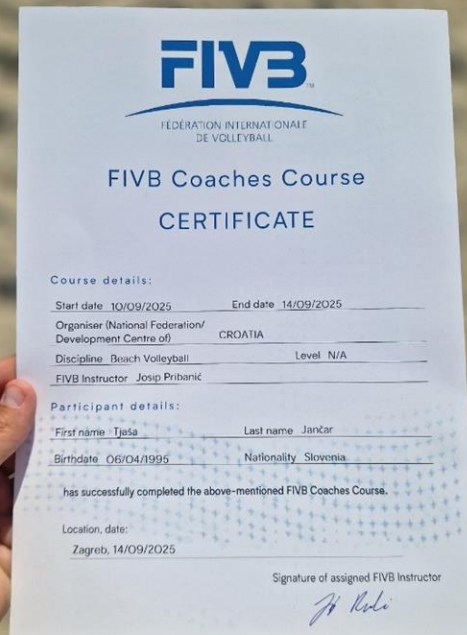 FIVB
TM
FÉDÉRATION INTERNATIONALE
DE VOLLEYBALL
FIVB Coaches Course
CERTIFICATE
Course details:
Start date 10/09/2025 End date 14/09/2025
Organiser (National Federation/
Development Centre of) CROATIA
Discipline Beach Volleyball Level N/A
FIVB Instructor Josip Pribanić
Participant details:
First name Tjaša Last name Jančar
Birthdate 06/04/1995 Nationality Slovenia
has successfully completed the above-mentioned FIVB Coaches Course.
Location, date:
Zagreb, 14/09/2025
Signature of assigned FIVB Instructor